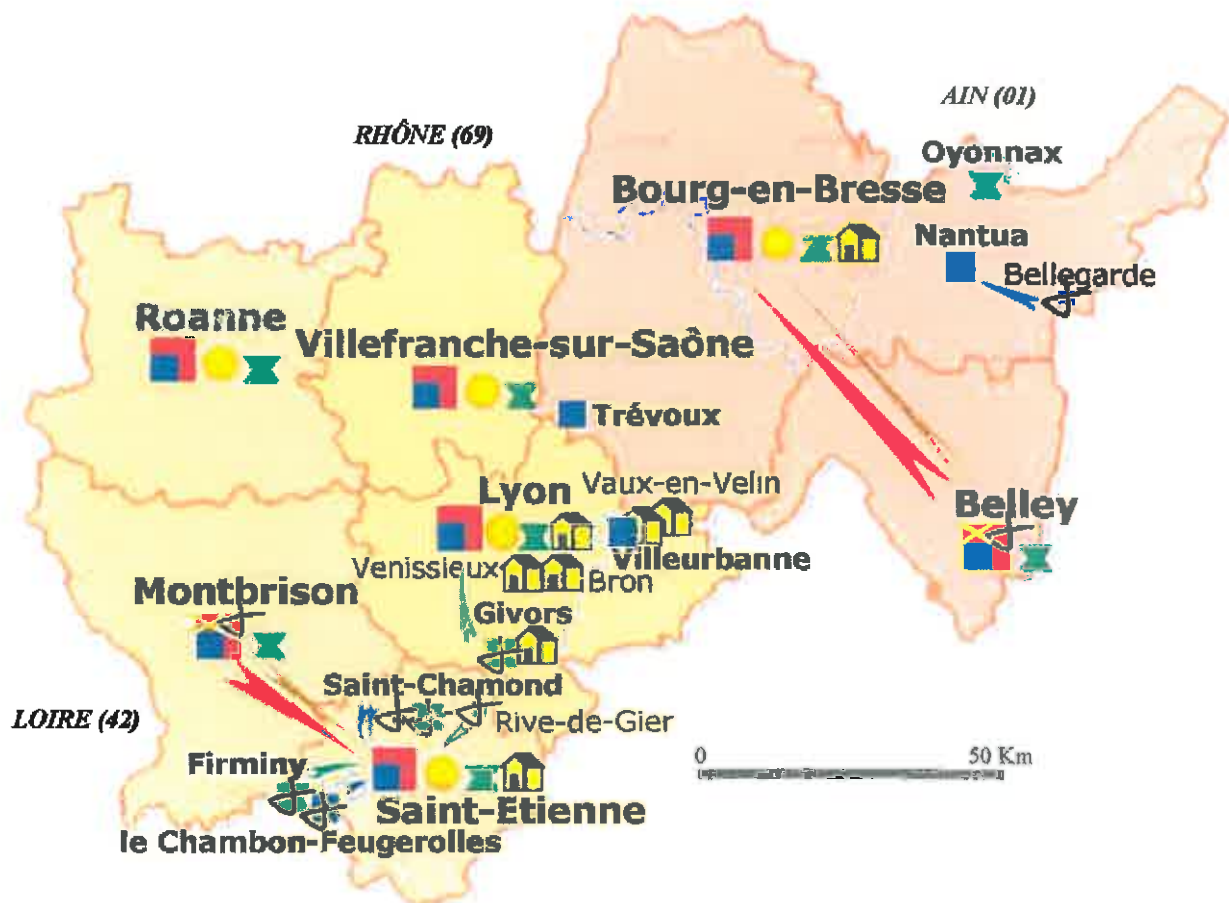 AIN (01)
RHÔNE (69)
Oyonnax
Bourg-en-Bresse
Nantua
Bellegarde
Roanne
Villefranche-sur-Saône
Trévoux
Lyon
Vaux-en-Velin
Villeurbanne
Belley
Venissieux
Bron
Montbrison
Givors
Saint-Chamond
LOIRE (42)
Rive-de-Gier
0 50 Km
Firminy
Saint-Etienne
le Chambon-Feugerolles